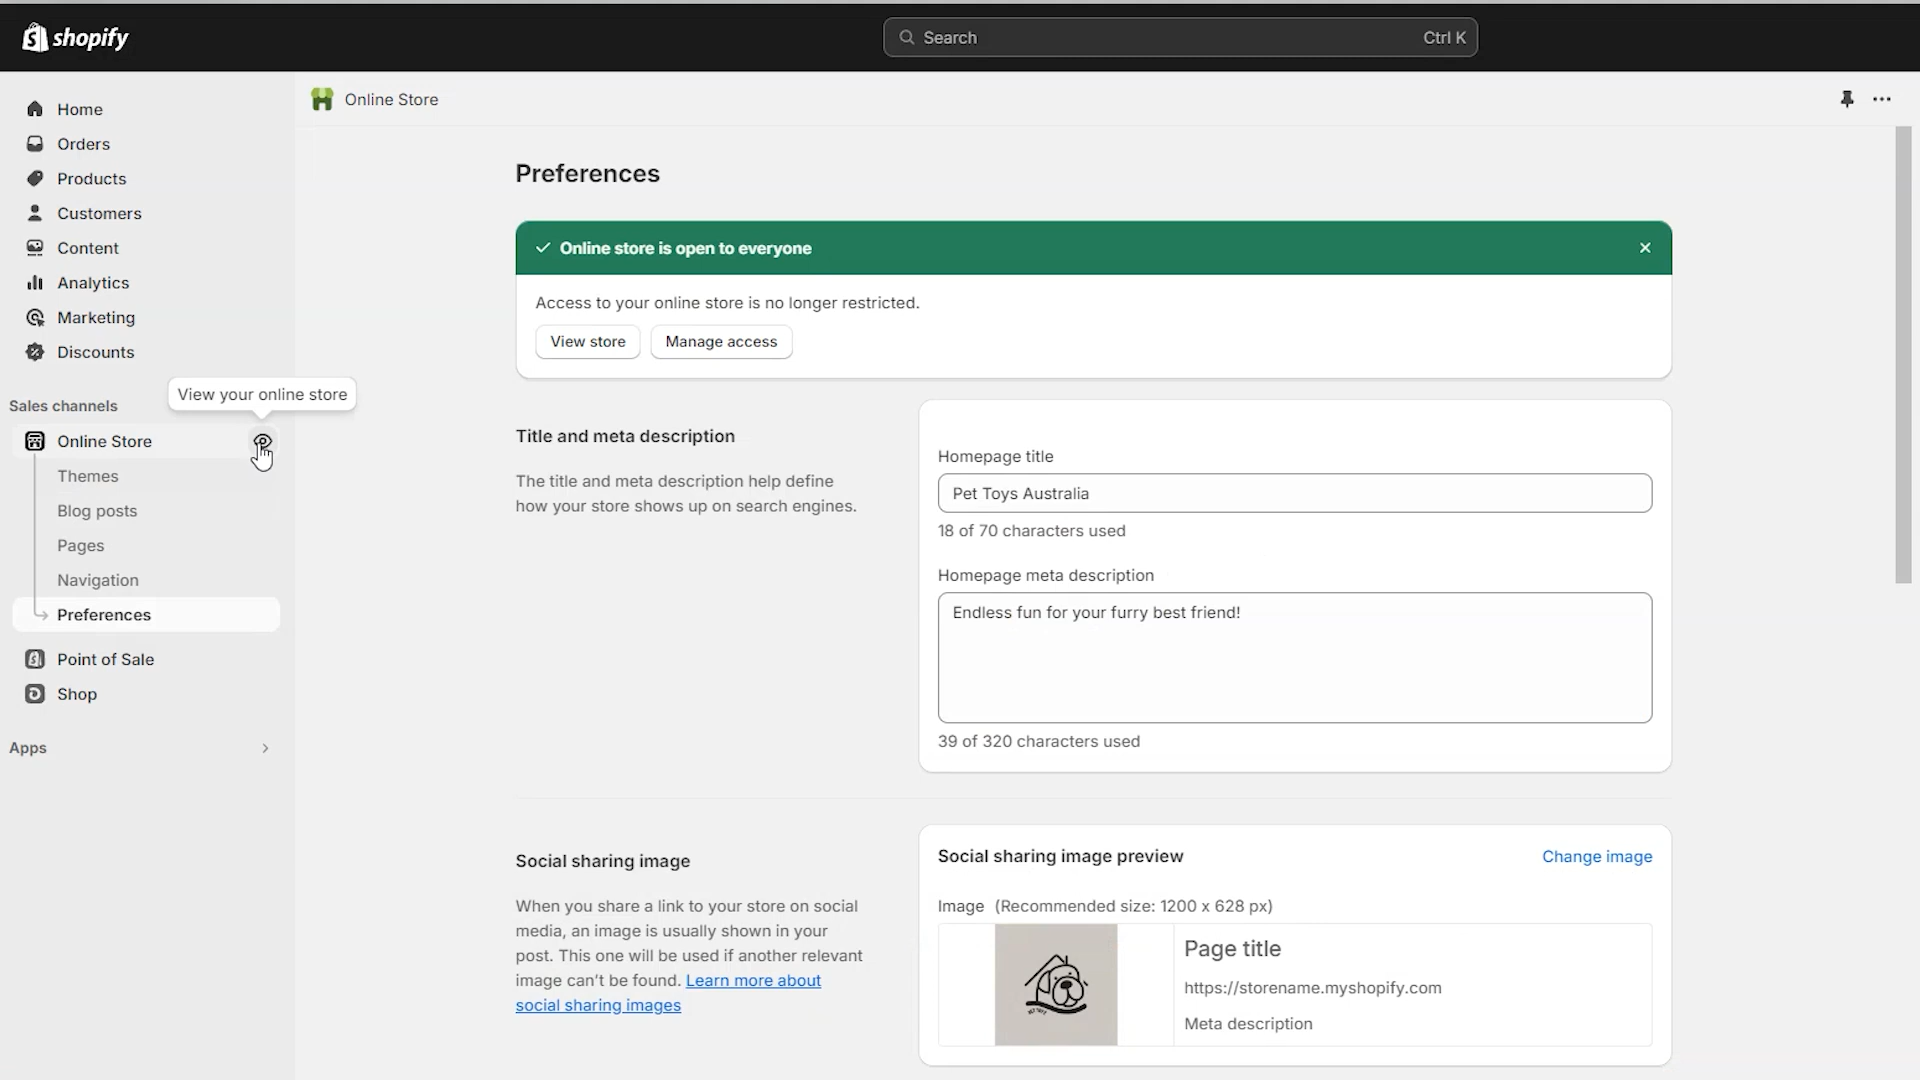 shopify
Search
Ctrl K
Home
Orders
Products
Customers
Content
Analytics
Marketing
Discounts
View your online store
Sales channels
Online Store
Themes
Blog posts
Pages
Navigation
Preferences
Point of Sale
Shop
Apps
Online Store
Preferences
Online store is open to everyone
Access to your online store is no longer restricted.
View store
Manage access
Title and meta description
The title and meta description help define
how your store shows up on search engines.
Homepage title
Pet Toys Australia
18 of 70 characters used
Homepage meta description
Endless fun for your furry best friend!
39 of 320 characters used
Social sharing image
When you share a link to your store on social
media, an image is usually shown in your
post. This one will be used if another relevant
image can't be found. Learn more about
social sharing images
Social sharing image preview
Change image
Image (Recommended size: 1200 x 628 px)
Page title
https://storename.myshopify.com
Meta description